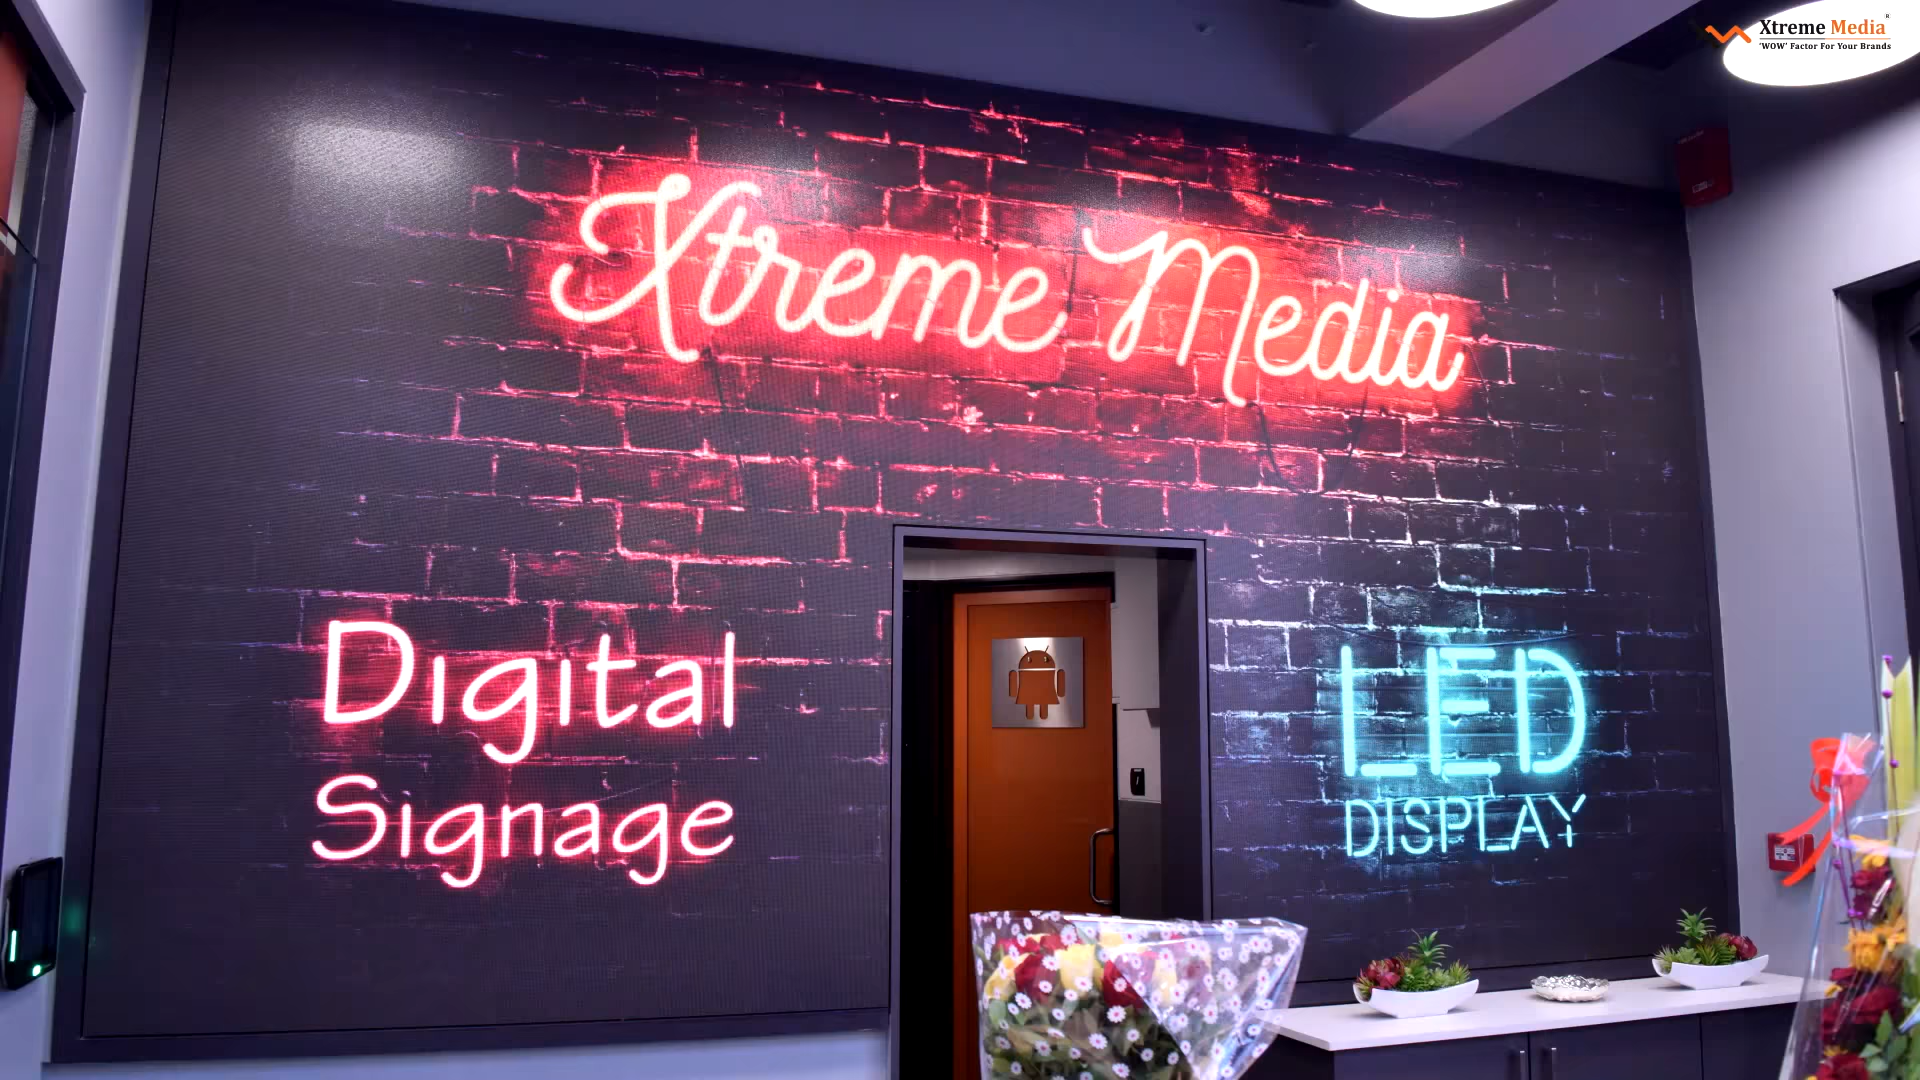 Xtreme Media
'WOW' Factor For Your Brands
Xtreme Media
Digital
Signage
LED
DISPLAY